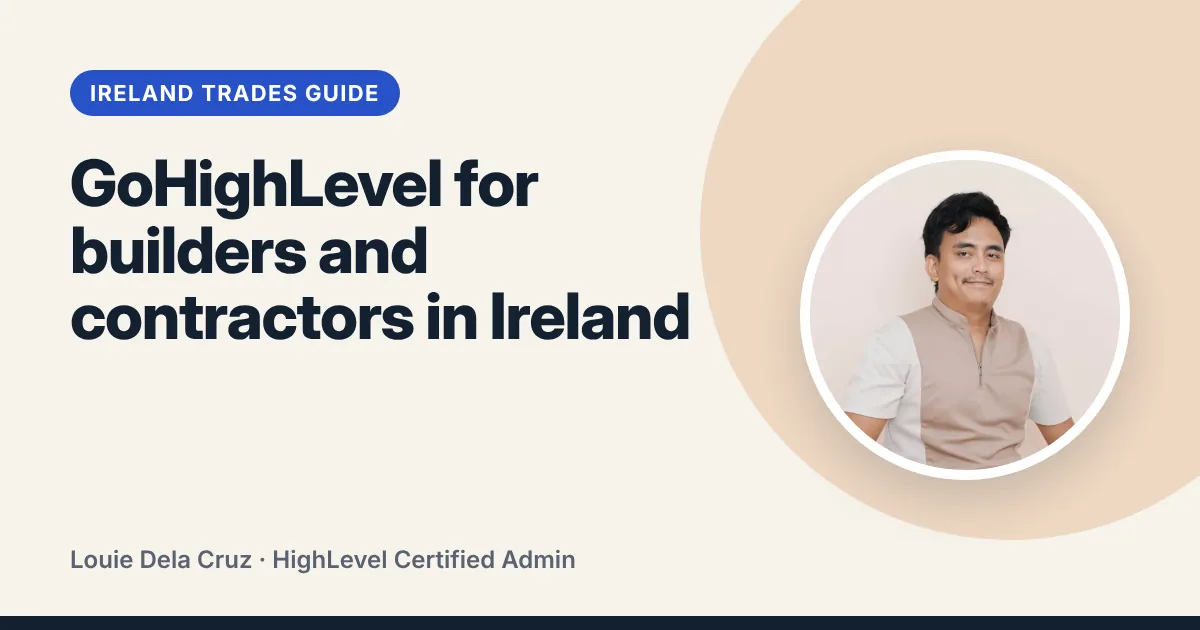 IRELAND TRADES GUIDE
GoHighLevel for
builders and
contractors in Ireland
Louie Dela Cruz · HighLevel Certified Admin